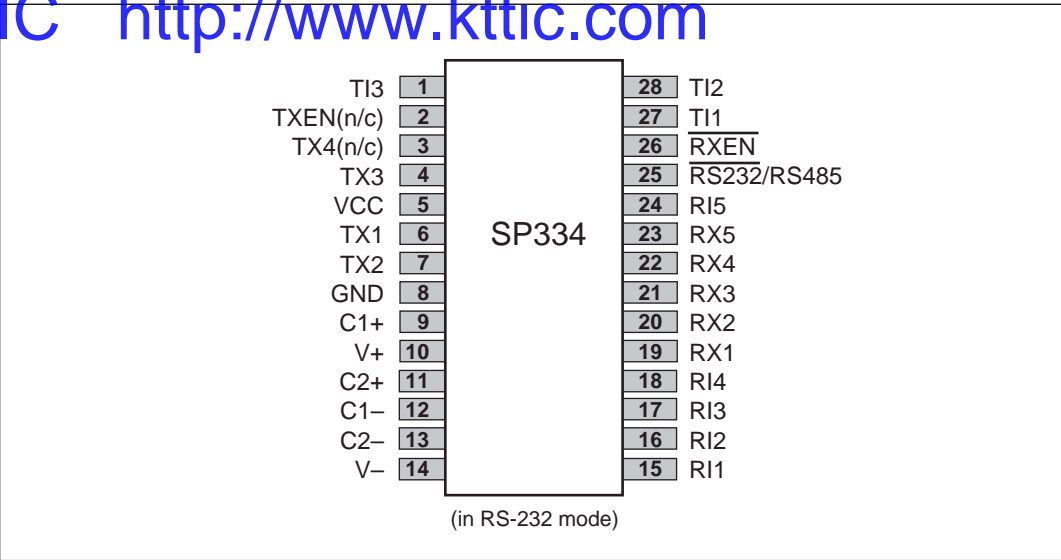 IC http://www.kttic.com
TI3 1
TXEN(n/c) 2
TX4(n/c) 3
TX3 4
VCC 5
TX1 6
TX2 7
GND 8
C1+ 9
V+ 10
C2+ 11
C1– 12
C2– 13
V– 14
SP334
28 TI2
27 TI1
26 RXEN
25 RS232/RS485
24 RI5
23 RX5
22 RX4
21 RX3
20 RX2
19 RX1
18 RI4
17 RI3
16 RI2
15 RI1
(in RS-232 mode)